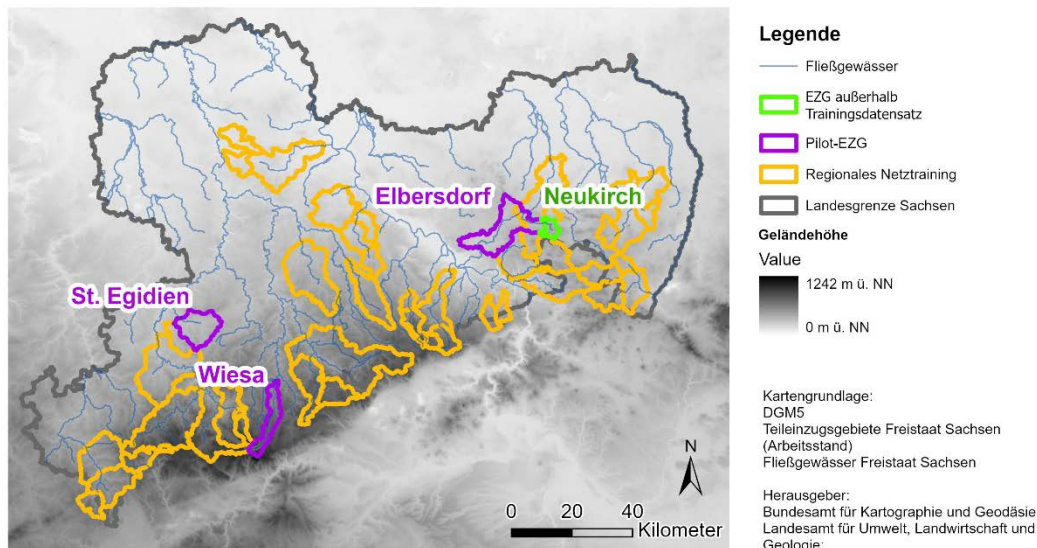 Elbersdorf
Neukirch
St. Egidien
Wiesa
N
0 20 40
Kilometer
Legende
Fließgewässer
EZG außerhalb
Trainingsdatensatz
Pilot-EZG
Regionales Netztraining
Landesgrenze Sachsen
Geländehöhe
Value
1242 m ü. NN
0 m ü. NN
Kartengrundlage:
DGM5
Teileinzugsgebiete Freistaat Sachsen
(Arbeitsstand)
Fließgewässer Freistaat Sachsen
Herausgeber:
Bundesamt für Kartographie und Geodäsie
Landesamt für Umwelt, Landwirtschaft und
Geologie;